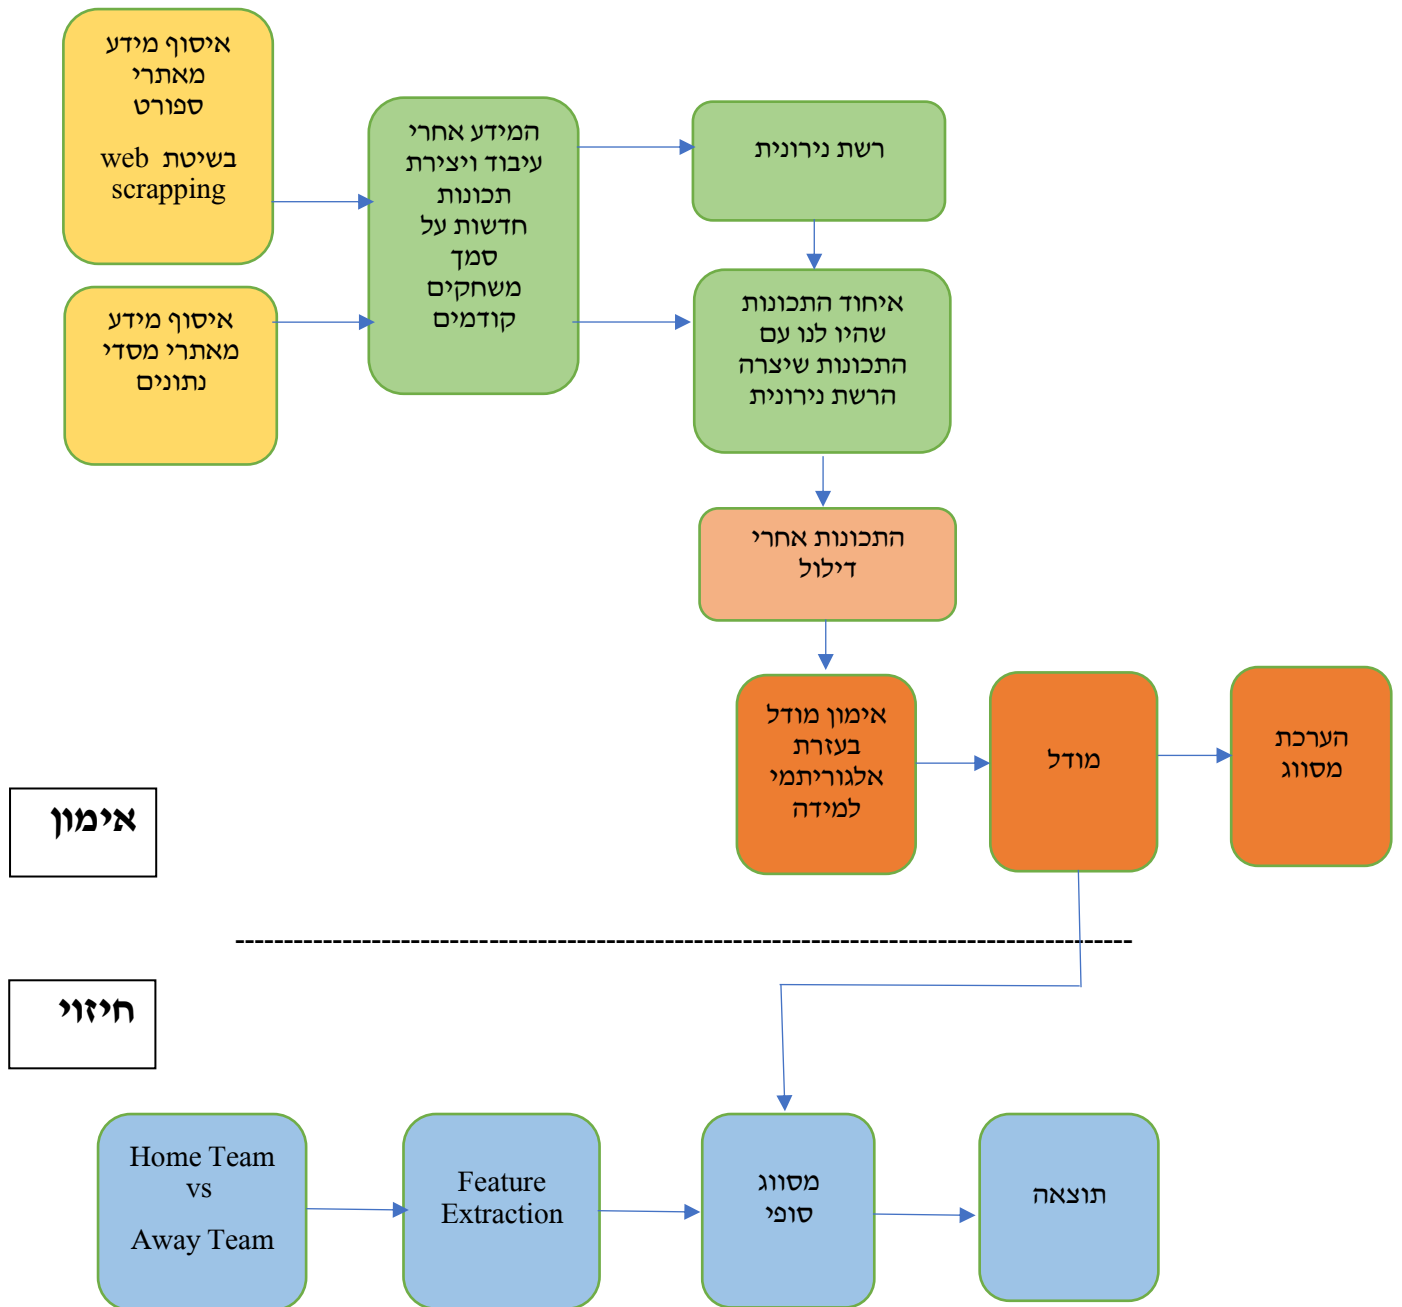 איסוף מידע
מאתרי
ספורט
בשיטת web
scrapping
איסוף מידע
מאתרי מסדי
נתונים
המידע אחרי
עיבוד ויצירת
תכונות
חדשות על
סמך
משחקים
קודמים
רשת נירונית
איחוד התכונות
שהיו לנו עם
התכונות שיצרה
הרשת נירונית
התכונות אחרי
דילול
אימון מודל
בעזרת
אלגוריתמי
למידה
מודל
הערכת
מסווג
אימון
--------------------------------------------------------------------------------------------
חיזוי
Home Team
vs
Away Team
Feature
Extraction
מסווג
סופי
תוצאה